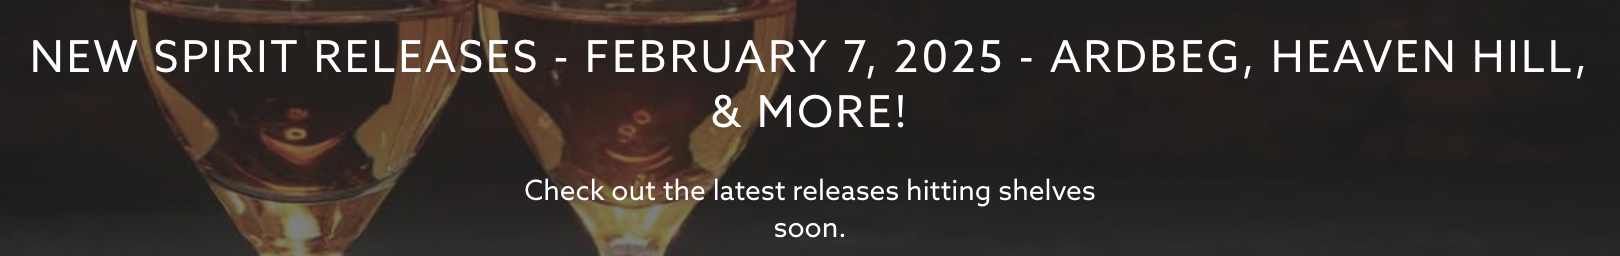 NEW SPIRIT RELEASES - FEBRUARY 7, 2025 - ARDBEG, HEAVEN HILL,
& MORE!
Check out the latest releases hitting shelves
soon.